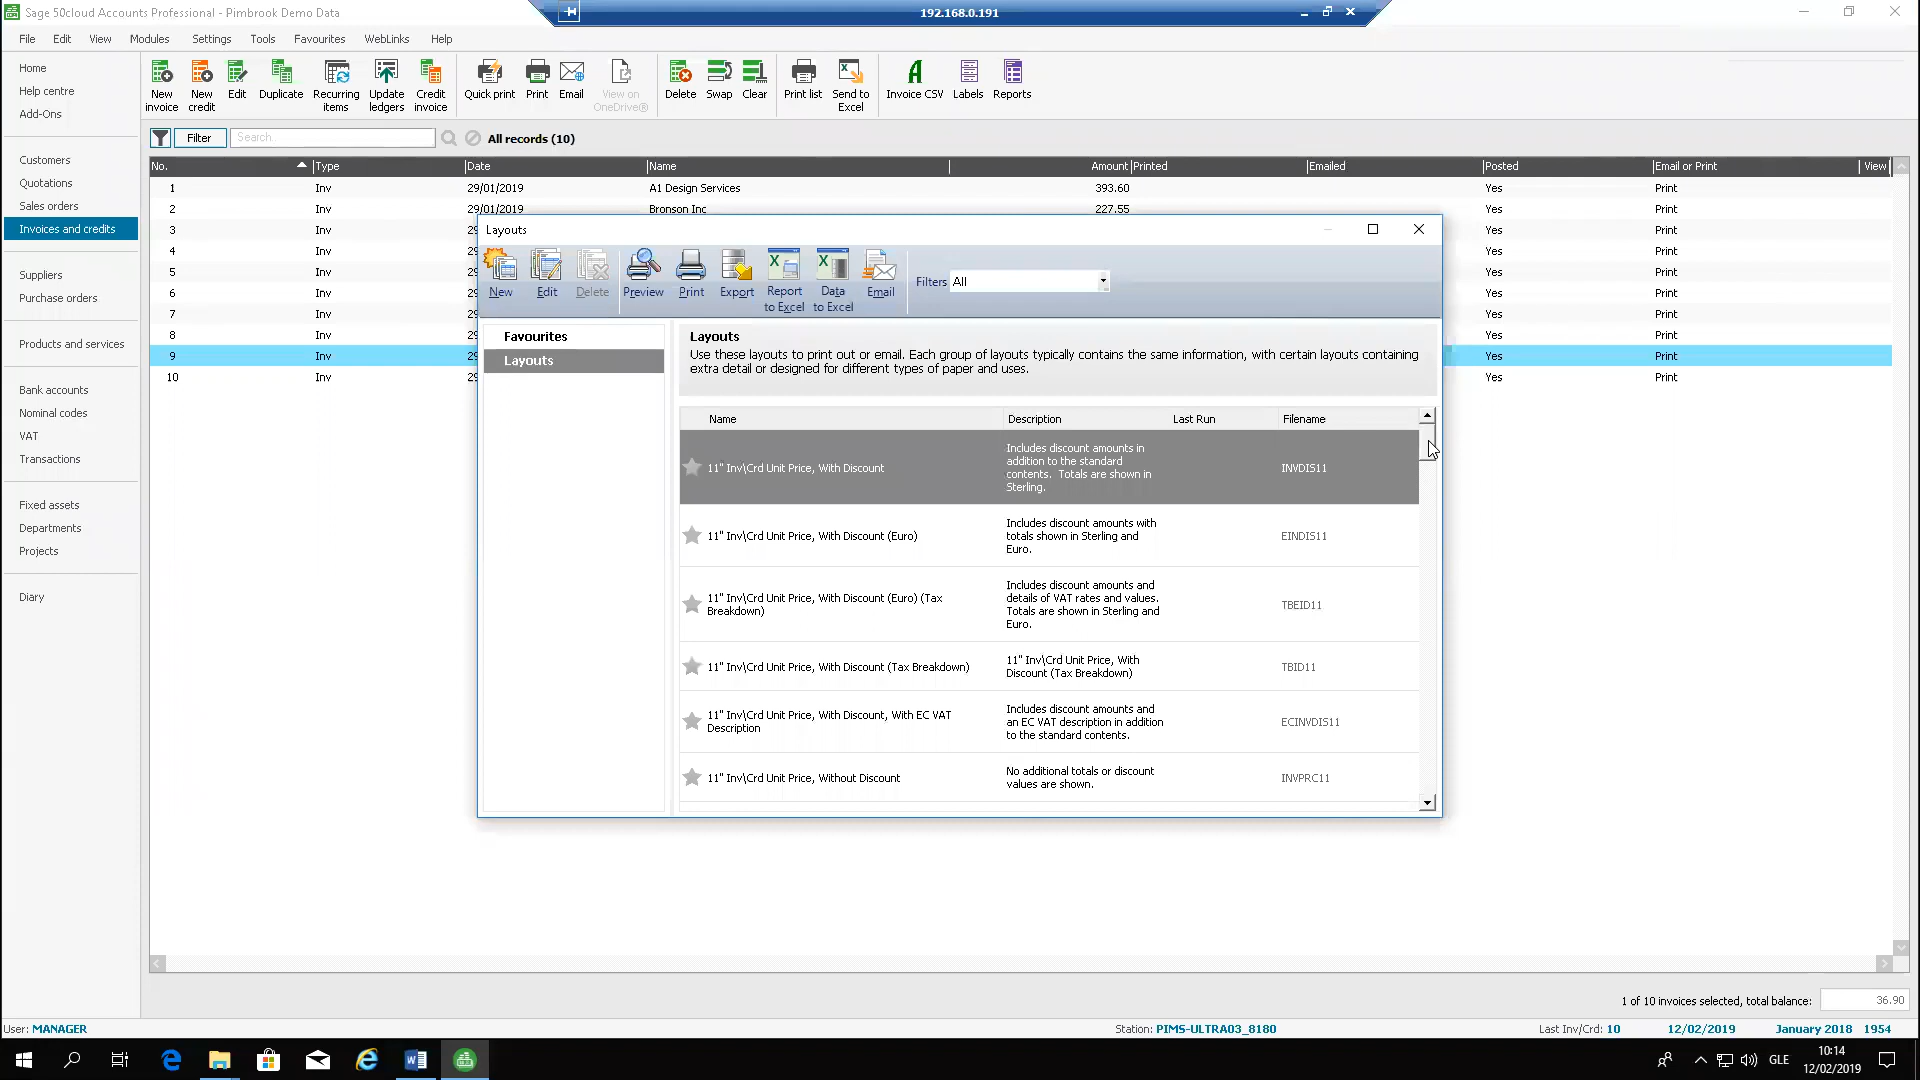 Sage 50cloud Accounts Professional - Pimbrook Demo Data
192.168.0.191
File Edit View Modules Settings Tools Favourites WebLinks Help
Home
Help centre
Add-Ons
Customers
Quotations
Sales orders
Invoices and credits
Suppliers
Purchase orders
Products and services
Bank accounts
Nominal codes
VAT
Transactions
Fixed assets
Departments
Projects
Diary
New invoice
New credit
Edit
Duplicate
Recurring items
Update ledgers
Credit invoice
Quick print
Print
Email
View on OneDrive®
Delete
Swap
Clear
Print list
Send to Excel
Invoice CSV
Labels
Reports
Filter Search... All records (10)
No. Type Date Name Amount Printed Emailed Posted Email or Print View
1 Inv 29/01/2019 A1 Design Services 393.60 Yes Print
2 Inv 29/01/2019 Bronson Inc 227.55 Yes Print
3 Inv 29 Yes Print
4 Inv 29 Yes Print
5 Inv 29 Yes Print
6 Inv 29 Yes Print
7 Inv 29 Yes Print
8 Inv 29 Yes Print
9 Inv 29 Yes Print
10 Inv 29 Yes Print
Layouts
New
Edit
Delete
Preview
Print
Export
Report to Excel
Data to Excel
Email
Filters All
Favourites
Layouts
Layouts
Use these layouts to print out or email. Each group of layouts typically contains the same information, with certain layouts containing
extra detail or designed for different types of paper and uses.
Name Description Last Run Filename
11" Inv\Crd Unit Price, With Discount
Includes discount amounts in
addition to the standard
contents. Totals are shown in
Sterling.
INVDIS11
11" Inv\Crd Unit Price, With Discount (Euro)
Includes discount amounts with
totals shown in Sterling and
Euro.
EINDIS11
11" Inv\Crd Unit Price, With Discount (Euro) (Tax
Breakdown)
Includes discount amounts and
details of VAT rates and values.
Totals are shown in Sterling and
Euro.
TBEID11
11" Inv\Crd Unit Price, With Discount (Tax Breakdown)
11" Inv\Crd Unit Price, With
Discount (Tax Breakdown)
TBID11
11" Inv\Crd Unit Price, With Discount, With EC VAT
Description
Includes discount amounts and
an EC VAT description in addition
to the standard contents.
ECINVDIS11
11" Inv\Crd Unit Price, Without Discount
No additional totals or discount
values are shown.
INVPRC11
1 of 10 invoices selected, total balance: 36.90
User: MANAGER
Station: PIMS-ULTRA03_8180
Last Inv/Crd: 10
12/02/2019
January 2018
1954
GLE
10:14
12/02/2019